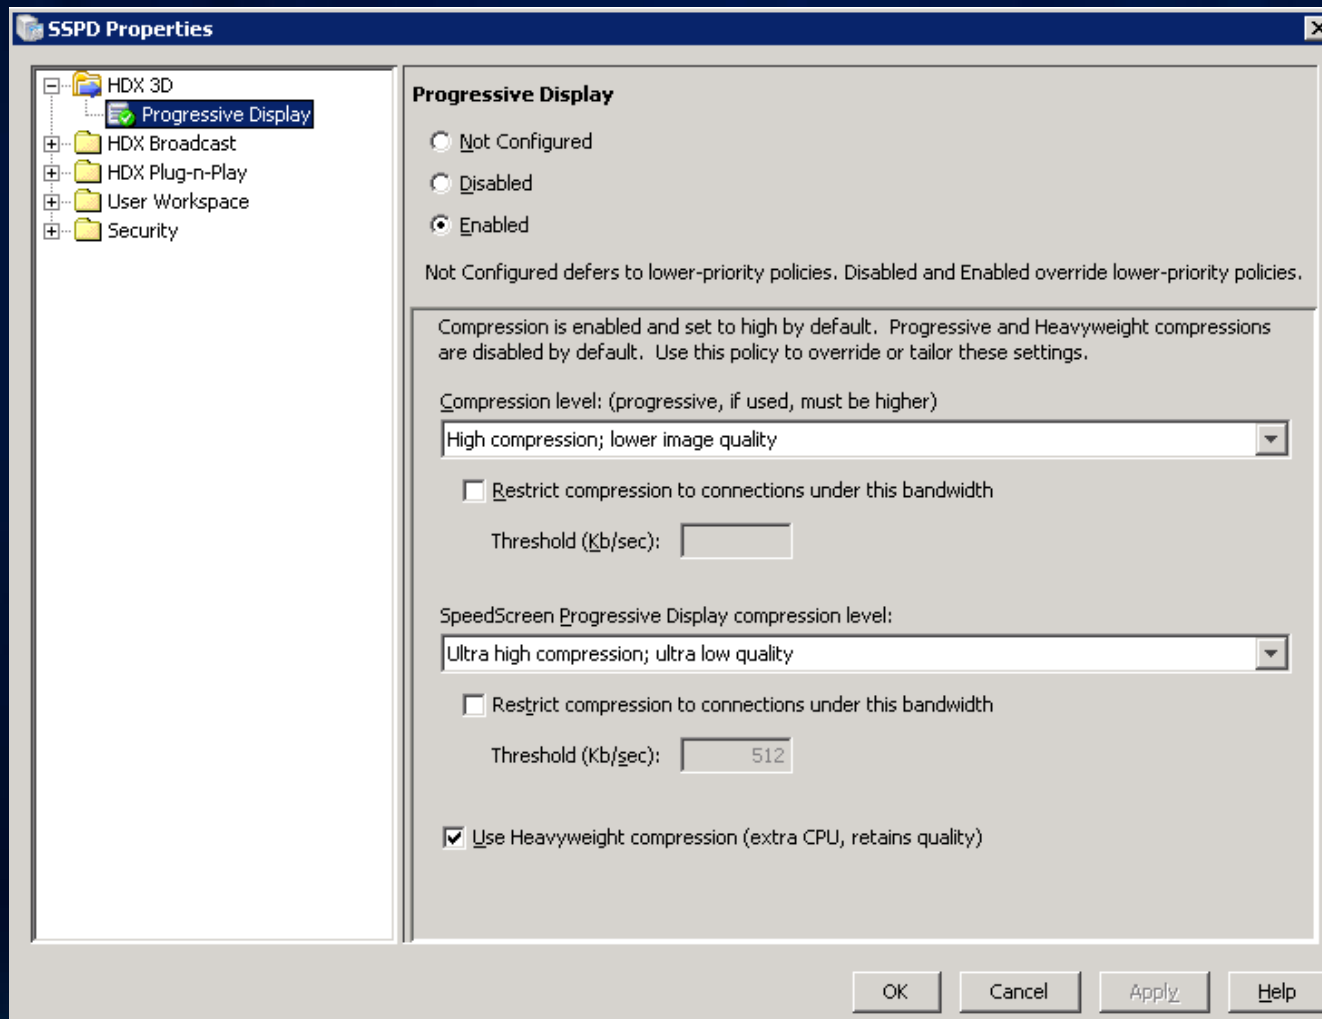 SSPD Properties
HDX 3D
Progressive Display
HDX Broadcast
HDX Plug-n-Play
User Workspace
Security
Progressive Display
Not Configured
Disabled
Enabled
Not Configured defers to lower-priority policies. Disabled and Enabled override lower-priority policies.
Compression is enabled and set to high by default.  Progressive and Heavyweight compressions
are disabled by default.  Use this policy to override or tailor these settings.
Compression level: (progressive, if used, must be higher)
High compression; lower image quality
Restrict compression to connections under this bandwidth
Threshold (Kb/sec):
SpeedScreen Progressive Display compression level:
Ultra high compression; ultra low quality
Restrict compression to connections under this bandwidth
Threshold (Kb/sec): 512
Use Heavyweight compression (extra CPU, retains quality)
OK Cancel Apply Help